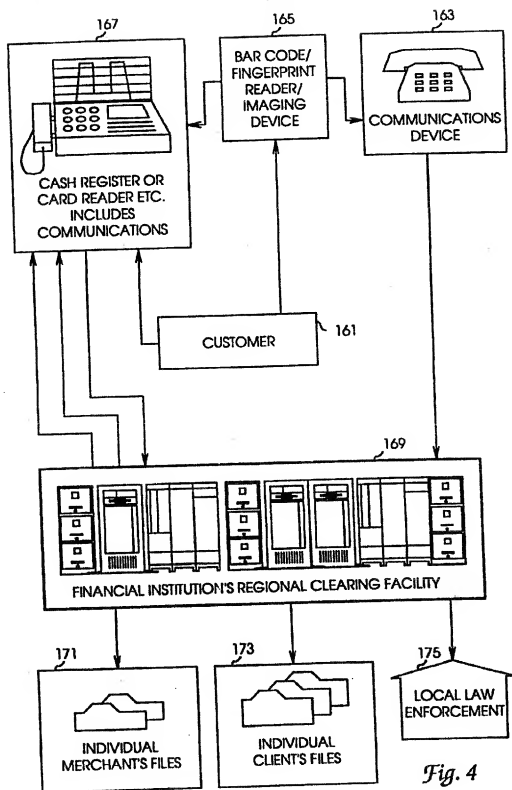 167
CASH REGISTER OR
CARD READER ETC.
INCLUDES
COMMUNICATIONS
165
BAR CODE/
FINGERPRINT
READER/
IMAGING
DEVICE
163
COMMUNICATIONS
DEVICE
CUSTOMER
161
169
FINANCIAL INSTITUTION'S REGIONAL CLEARING FACILITY
171
INDIVIDUAL
MERCHANT'S FILES
173
INDIVIDUAL
CLIENT'S FILES
175
LOCAL LAW
ENFORCEMENT
Fig. 4